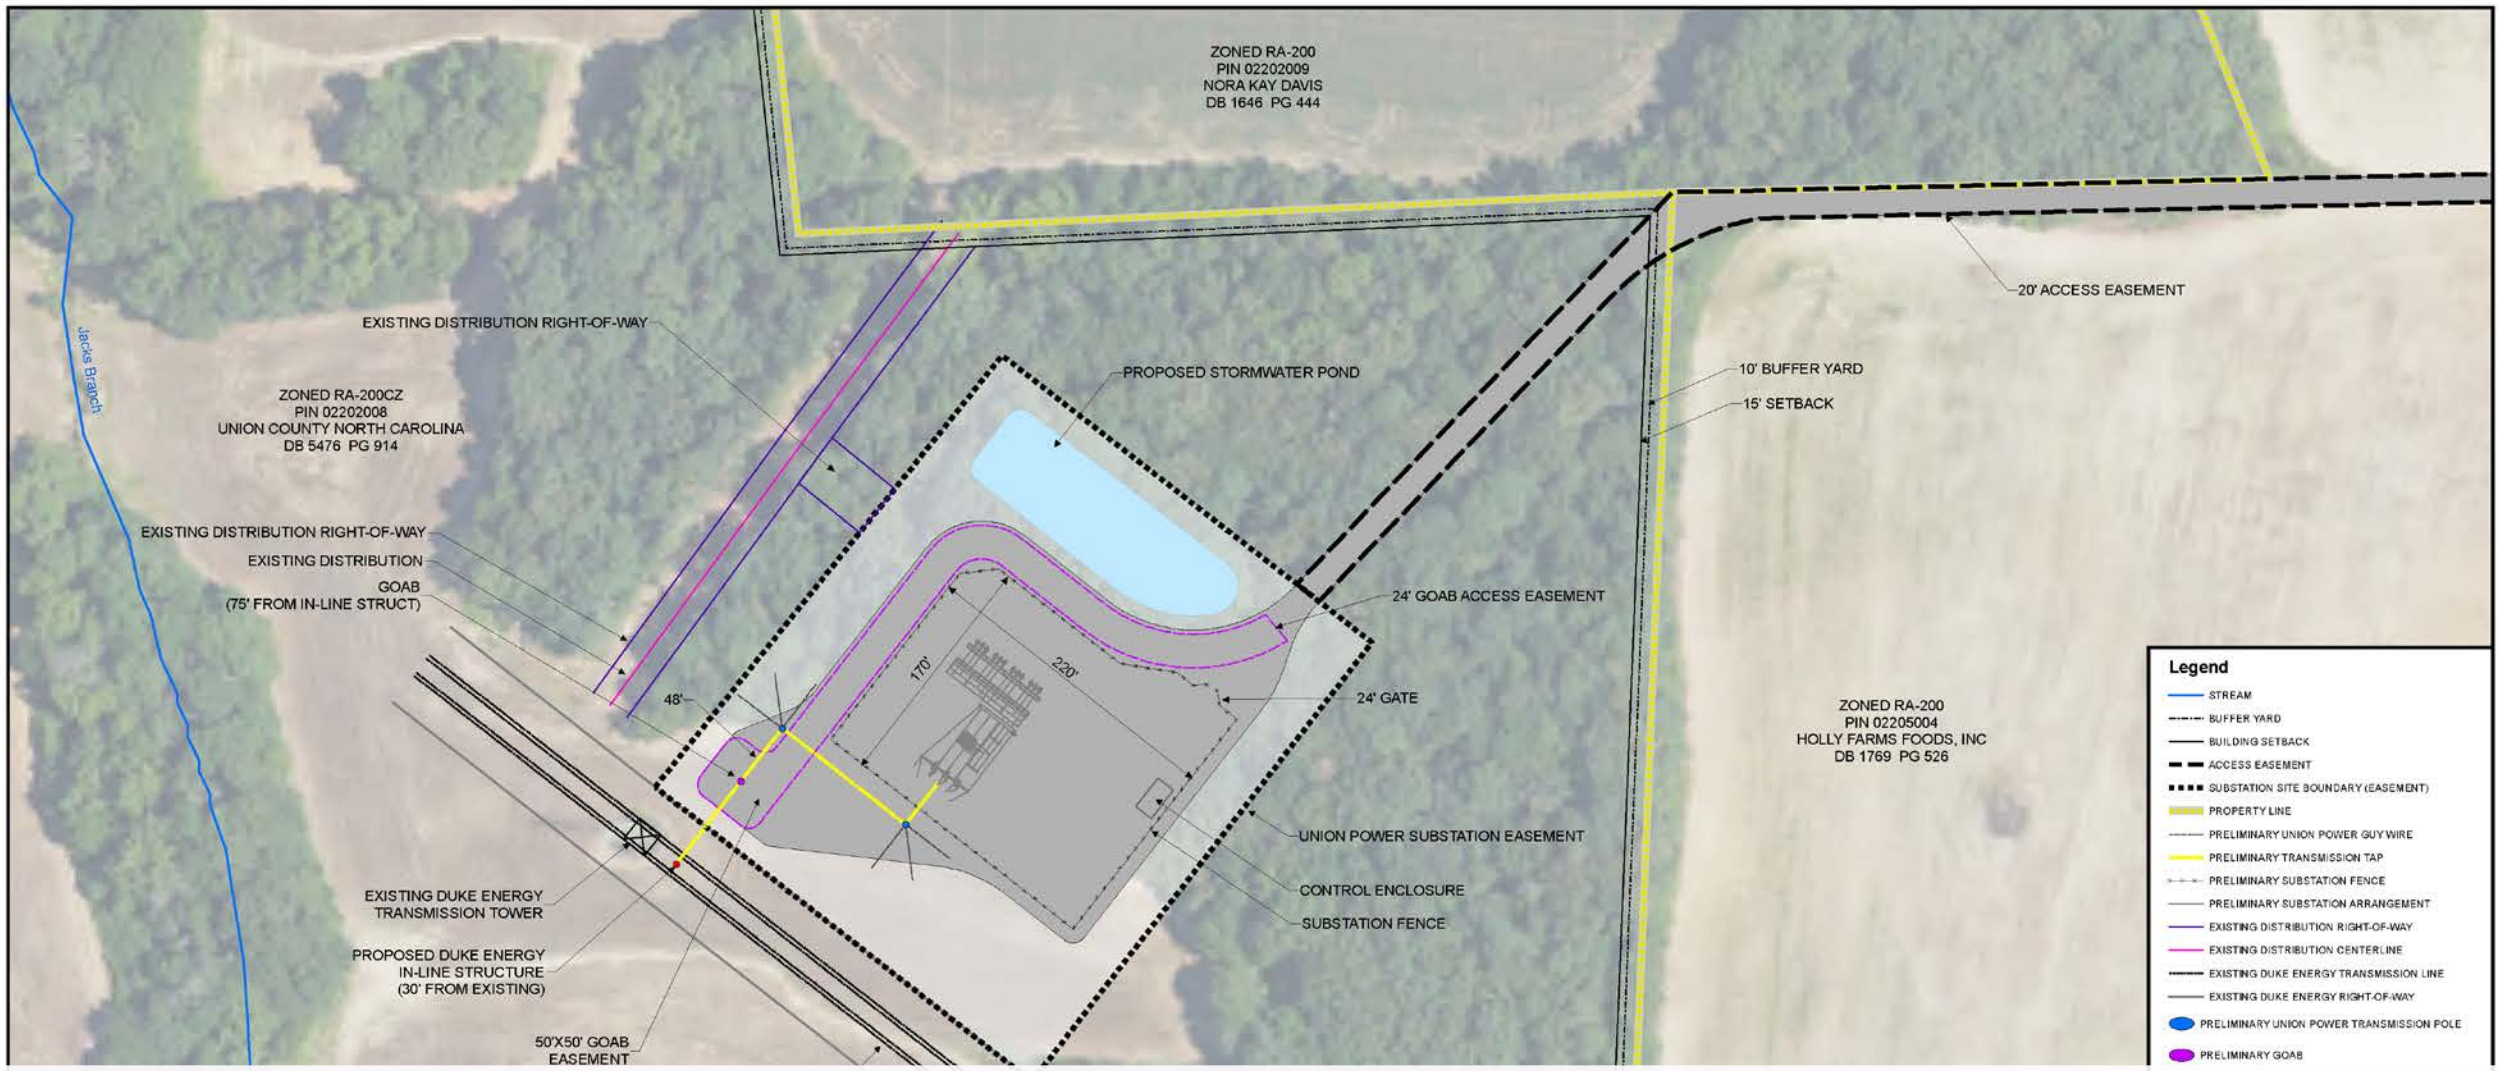 ZONED RA-200
PIN 02202009
NORA KAY DAVIS
DB 1646 PG 444
20' ACCESS EASEMENT
EXISTING DISTRIBUTION RIGHT-OF-WAY
PROPOSED STORMWATER POND
10' BUFFER YARD
15' SETBACK
Jacks Branch
ZONED RA-200CZ
PIN 02202008
UNION COUNTY NORTH CAROLINA
DB 5476 PG 914
EXISTING DISTRIBUTION RIGHT-OF-WAY
EXISTING DISTRIBUTION
GOAB
(75' FROM IN-LINE STRUCT)
24' GOAB ACCESS EASEMENT
170'
220'
48'
24' GATE
ZONED RA-200
PIN 02205004
HOLLY FARMS FOODS, INC
DB 1769 PG 526
UNION POWER SUBSTATION EASEMENT
CONTROL ENCLOSURE
SUBSTATION FENCE
EXISTING DUKE ENERGY
TRANSMISSION TOWER
PROPOSED DUKE ENERGY
IN-LINE STRUCTURE
(30' FROM EXISTING)
50'X50' GOAB
EASEMENT
Legend
STREAM
BUFFER YARD
BUILDING SETBACK
ACCESS EASEMENT
SUBSTATION SITE BOUNDARY (EASEMENT)
PROPERTY LINE
PRELIMINARY UNION POWER GUY WIRE
PRELIMINARY TRANSMISSION TAP
PRELIMINARY SUBSTATION FENCE
PRELIMINARY SUBSTATION ARRANGEMENT
EXISTING DISTRIBUTION RIGHT-OF-WAY
EXISTING DISTRIBUTION CENTERLINE
EXISTING DUKE ENERGY TRANSMISSION LINE
EXISTING DUKE ENERGY RIGHT-OF-WAY
PRELIMINARY UNION POWER TRANSMISSION POLE
PRELIMINARY GOAB